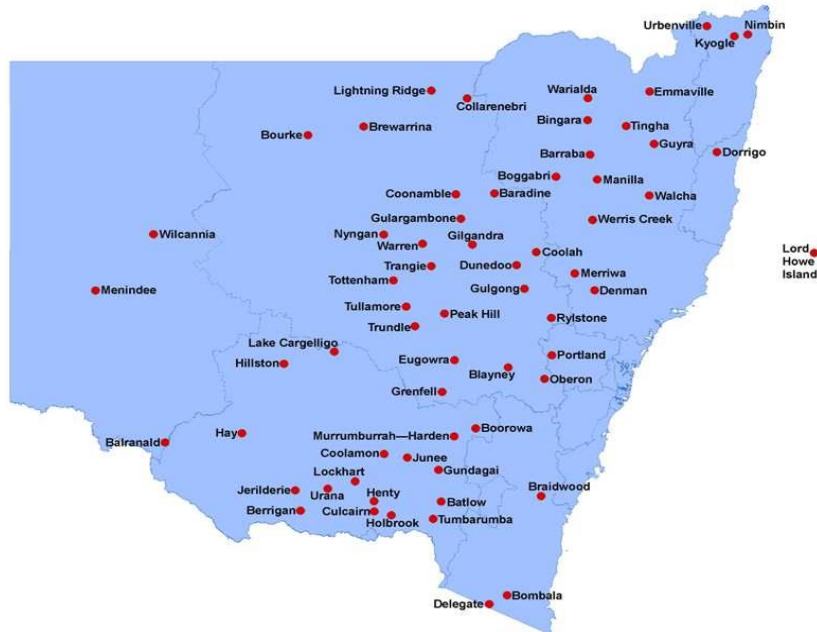 Urbenville
Nimbin
Kyogle
Lightning Ridge
Collarenebri
Warialda
Emmaville
Bourke
Brewarrina
Bingara
Tingha
Guyra
Barraba
Dorrigo
Boggabri
Manilla
Coonamble
Baradine
Walcha
Gulargambone
Werris Creek
Wilcannia
Nyngan
Warren
Gilgandra
Coolah
Lord
Howe
Island
Trangie
Dunedoo
Merriwa
Tottenham
Menindee
Gulgong
Denman
Tullamore
Peak Hill
Rylstone
Trundle
Lake Cargelligo
Hillston
Eugowra
Portland
Blayney
Oberon
Grenfell
Boorowa
Balranald
Hay
Murrumburrah—Harden
Coolamon
Junee
Gundagai
Lockhart
Jerilderie
Urana
Henty
Batlow
Braidwood
Berrigan
Culcairn
Holbrook
Tumbarumba
Bombala
Delegate